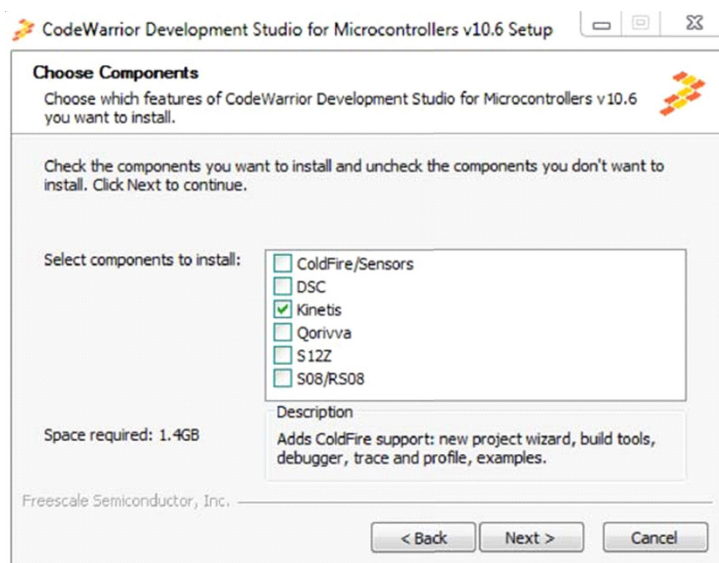 CodeWarrior Development Studio for Microcontrollers v10.6 Setup
Choose Components
Choose which features of CodeWarrior Development Studio for Microcontrollers v10.6
you want to install.
Check the components you want to install and uncheck the components you don't want to
install. Click Next to continue.
Select components to install:
ColdFire/Sensors
DSC
Kinetis
Qorivva
S12Z
S08/RS08
Space required: 1.4GB
Description
Adds ColdFire support: new project wizard, build tools,
debugger, trace and profile, examples.
Freescale Semiconductor, Inc.
< Back
Next >
Cancel